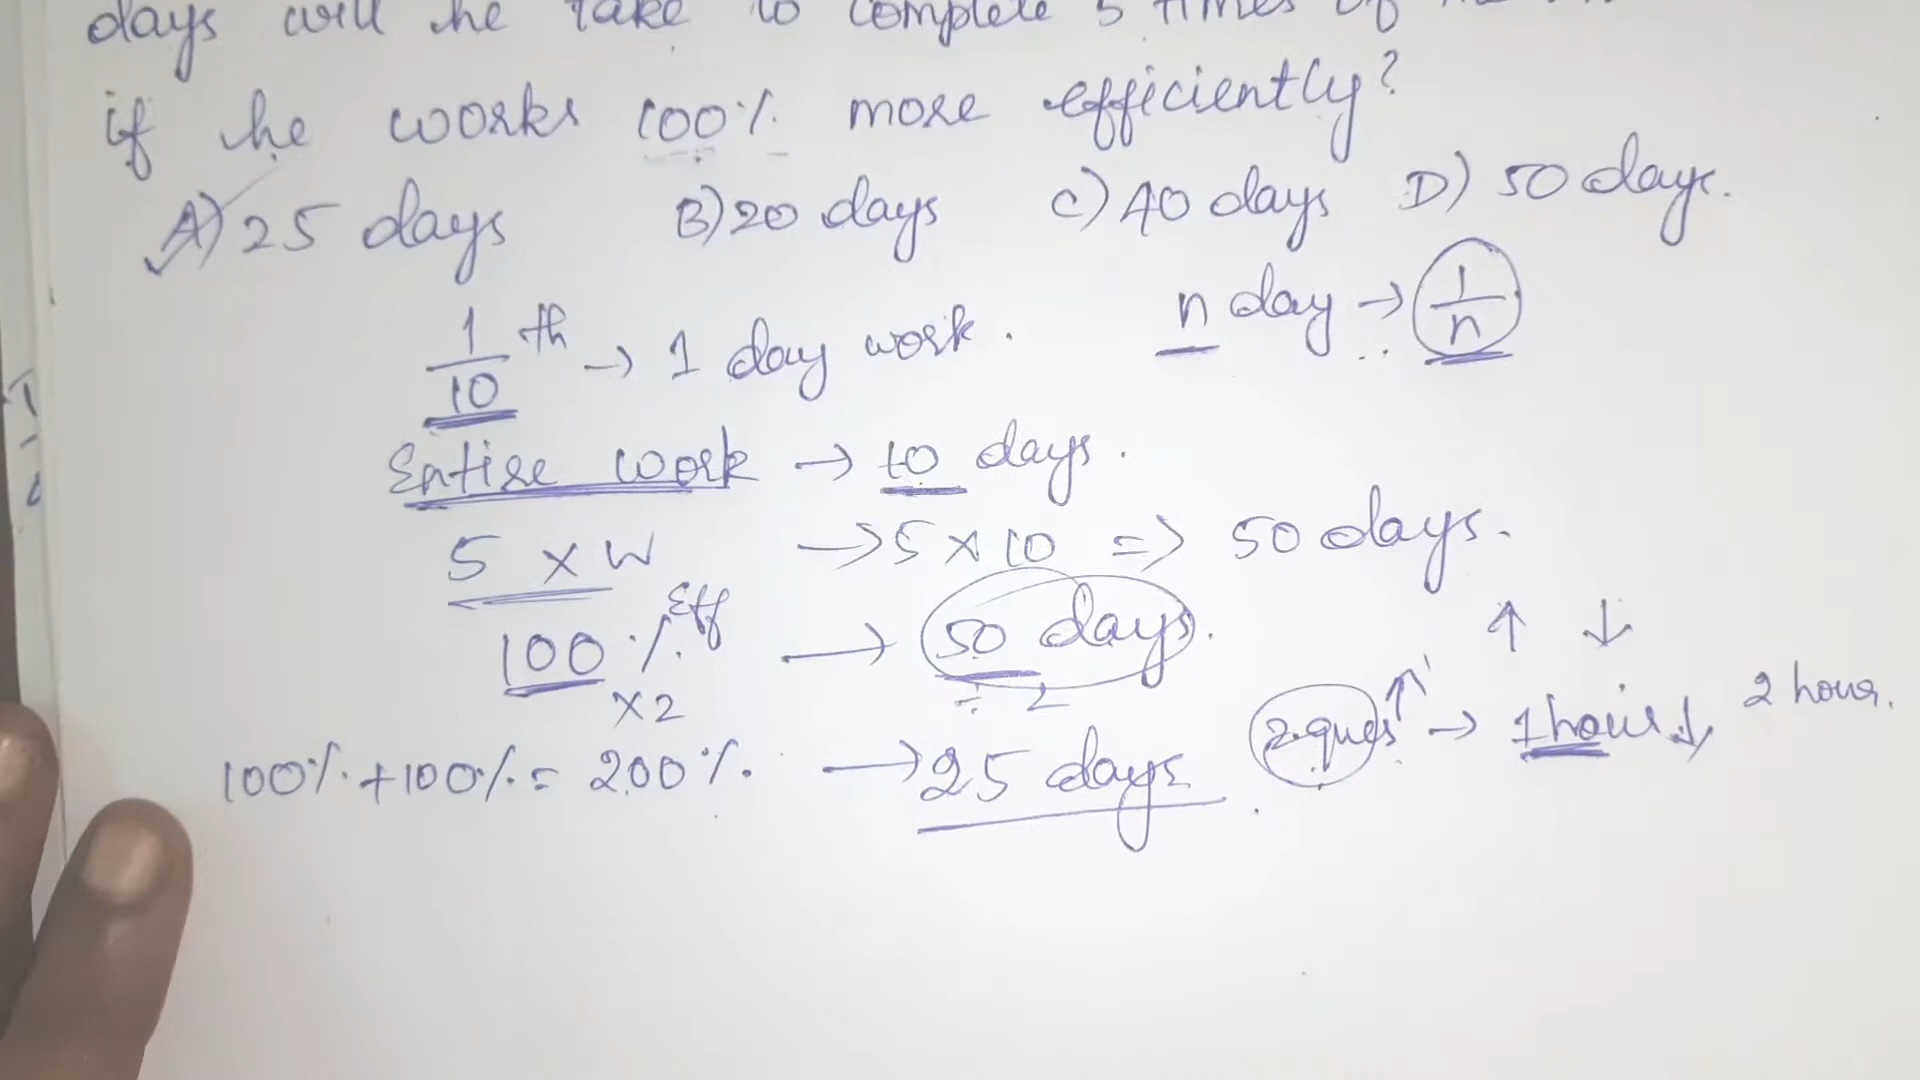 days will he take to complete 5 times of
if he works 100% more efficiently?
A) 25 days B) 20 days C) 40 days D) 50 days.
1/10 th → 1 day work. n day → 1/n
Entire work → 10 days.
5 × W → 5 × 10 => 50 days.
100% Eff → 50 days. ↑ ↓
×2 ÷ 2
2 ques ↑ → 1 hour ↓ 2 hour.
100% + 100% = 200% → 25 days